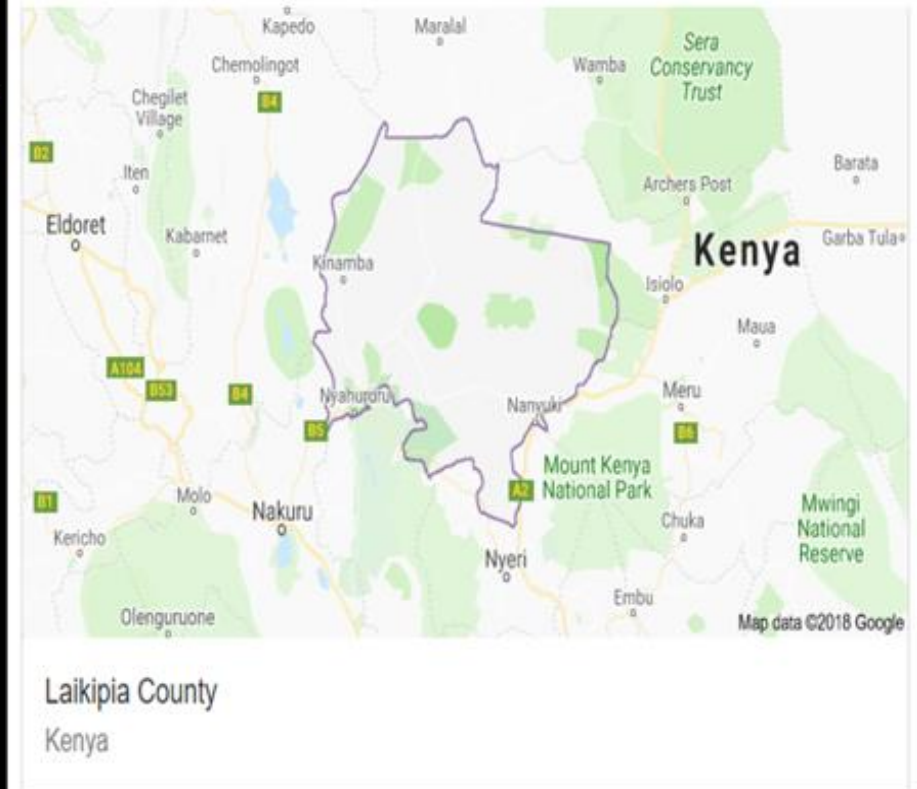 Kapedo
Maralal
Sera
Conservancy
Trust
Chemolingot
Wamba
Chegilet
Village
B4
B2
Iten
Barata
Archers Post
Eldoret
Kabarnet
Kenya
Garba Tula
Kinamba
Isiolo
Maua
A104
B53
B4
Nyahururu
Nanyuki
Meru
B5
B6
Mount Kenya
National Park
A2
B1
Molo
Nakuru
Mwingi
National
Reserve
Kericho
Chuka
Nyeri
Embu
Olenguruone
Map data ©2018 Google
Laikipia County
Kenya